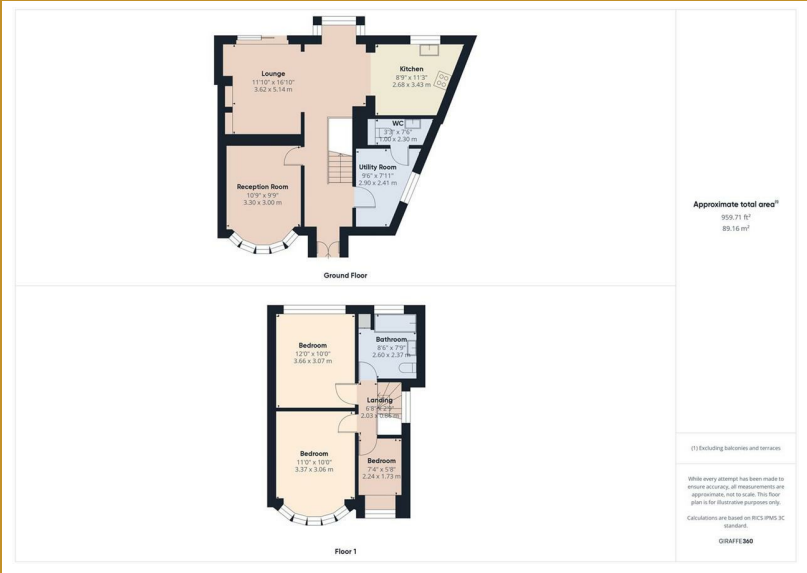 Lounge
11'10" x 16'10"
3.62 x 5.14 m
Kitchen
8'9" x 11'3"
2.68 x 3.43 m
WC
3'3" x 7'6"
1.00 x 2.30 m
Utility Room
9'6" x 7'11"
2.90 x 2.41 m
Reception Room
10'9" x 9'9"
3.30 x 3.00 m
Ground Floor
Bedroom
12'0" x 10'0"
3.66 x 3.07 m
Bathroom
8'6" x 7'9"
2.60 x 2.37 m
Landing
6'8"
2.03 x
Bedroom
11'0" x 10'0"
3.37 x 3.06 m
Bedroom
7'4" x 5'8"
2.24 x 1.73 m
Floor 1
Approximate total area(1)
959.71 ft²
89.16 m²
(1) Excluding balconies and terraces
While every attempt has been made to
ensure accuracy, all measurements are
approximate, not to scale. This floor
plan is for illustrative purposes only.
Calculations are based on RICS IPMS 3C
standard.
GIRAFFE360